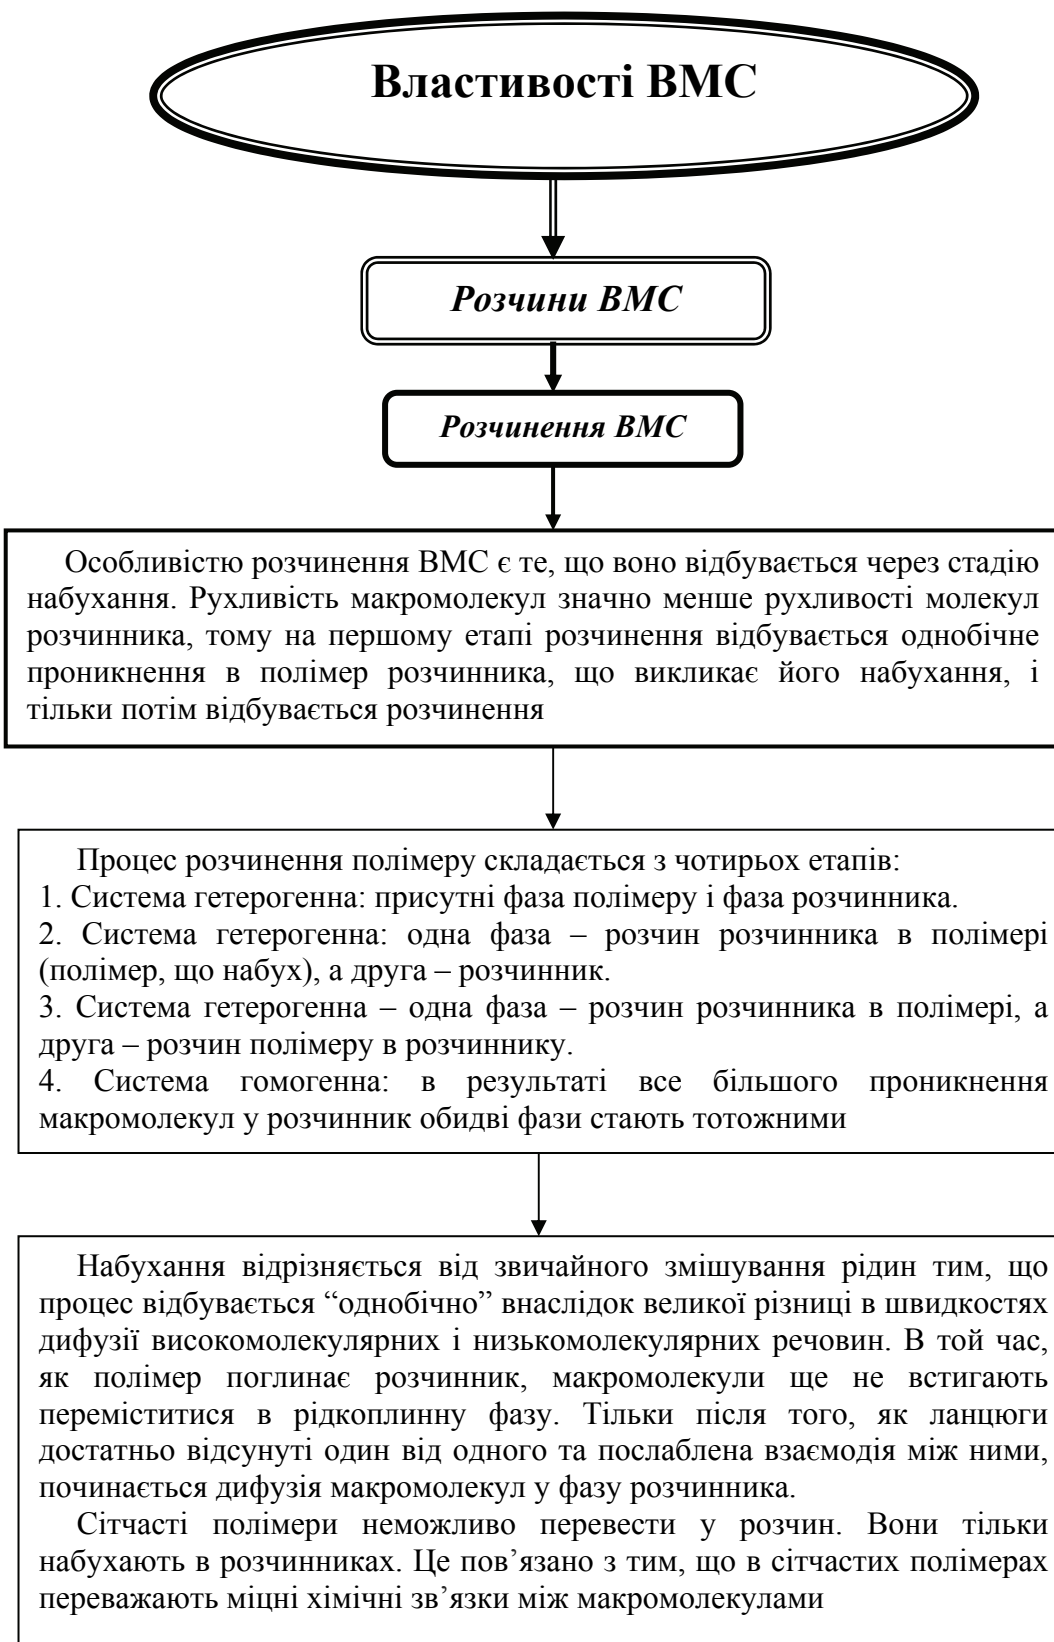 Властивості ВМС
Розчини ВМС
Розчинення ВМС
Особливістю розчинення ВМС є те, що воно відбувається через стадію
набухання. Рухливість макромолекул значно менше рухливості молекул
розчинника, тому на першому етапі розчинення відбувається однобічне
проникнення в полімер розчинника, що викликає його набухання, і
тільки потім відбувається розчинення
Процес розчинення полімеру складається з чотирьох етапів:
1. Система гетерогенна: присутні фаза полімеру і фаза розчинника.
2. Система гетерогенна: одна фаза – розчин розчинника в полімері
(полімер, що набух), а друга – розчинник.
3. Система гетерогенна – одна фаза – розчин розчинника в полімері, а
друга – розчин полімеру в розчиннику.
4. Система гомогенна: в результаті все більшого проникнення
макромолекул у розчинник обидві фази стають тотожними
Набухання відрізняється від звичайного змішування рідин тим, що
процес відбувається “однобічно” внаслідок великої різниці в швидкостях
дифузії високомолекулярних і низькомолекулярних речовин. В той час,
як полімер поглинає розчинник, макромолекули ще не встигають
переміститися в рідкоплинну фазу. Тільки після того, як ланцюги
достатньо відсунуті один від одного та послаблена взаємодія між ними,
починається дифузія макромолекул у фазу розчинника.
Сітчасті полімери неможливо перевести у розчин. Вони тільки
набухають в розчинниках. Це пов’язано з тим, що в сітчастих полімерах
переважають міцні хімічні зв’язки між макромолекулами